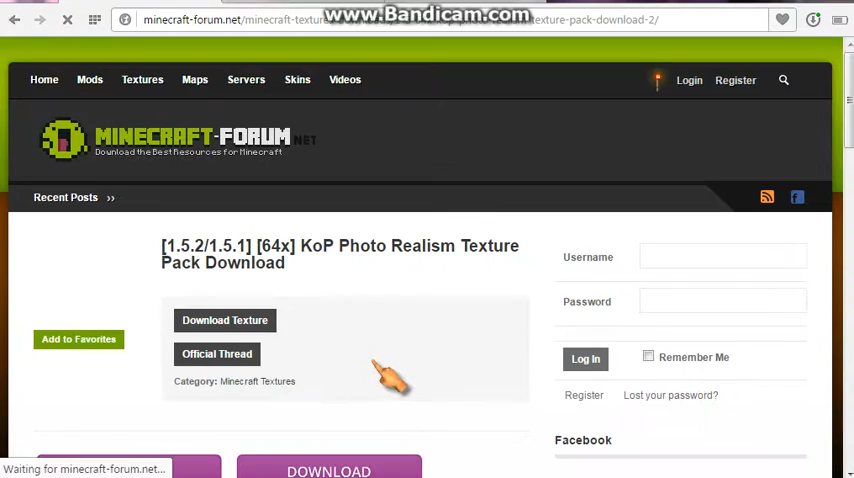 www.Bandicam.com
minecraft-forum.net/minecraft-textures texture-pack-download-2/
Home Mods Textures Maps Servers Skins Videos Login Register
MINECRAFT-FORUM.NET
Download the Best Resources for Minecraft
Recent Posts ››
[1.5.2/1.5.1] [64x] KoP Photo Realism Texture
Pack Download
Username
Download Texture
Password
Add to Favorites
Official Thread
Log In Remember Me
Category: Minecraft Textures
Register Lost your password?
Facebook
DOWNLOAD
Waiting for minecraft-forum.net...